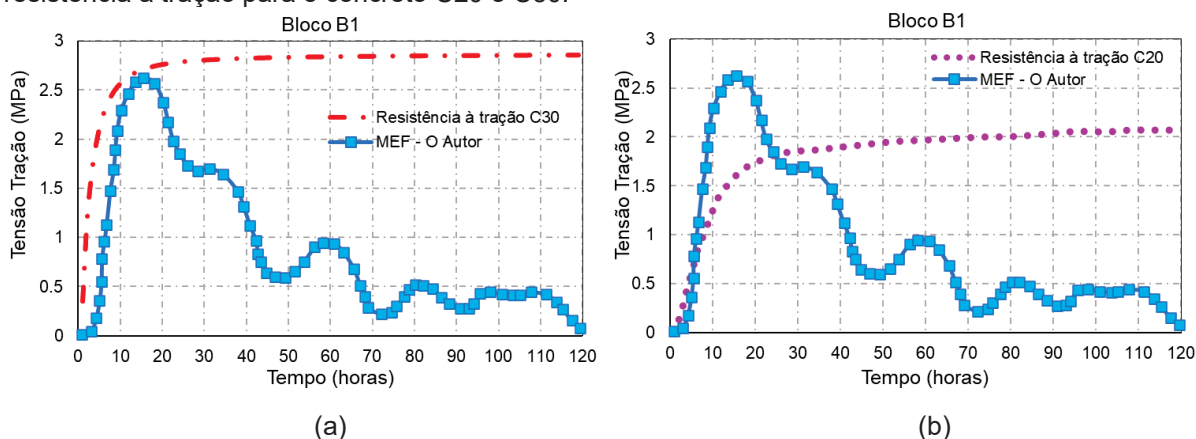 resistência à tração para o concreto C20 e C30.
Bloco B1
3
2.5
2
1.5
1
0.5
0
Tensão Tração (MPa)
Resistência à tração C30
MEF - O Autor
0 10 20 30 40 50 60 70 80 90 100 110 120
Tempo (horas)
(a)
Bloco B1
3
2.5
2
1.5
1
0.5
0
Tensão Tração (MPa)
Resistência à tração C20
MEF - O Autor
0 10 20 30 40 50 60 70 80 90 100 110 120
Tempo (horas)
(b)